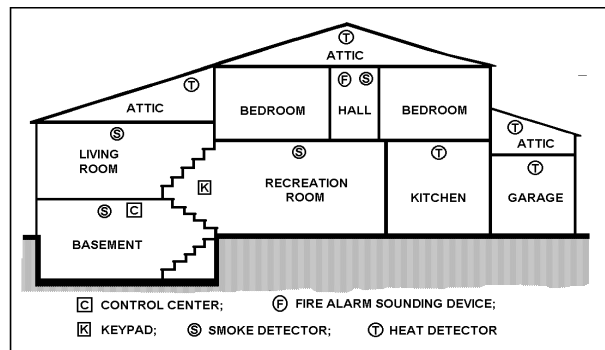 T
ATTIC
T
ATTIC
F S
BEDROOM HALL BEDROOM
T
ATTIC
S
LIVING
ROOM
S
T
T
K
RECREATION
ROOM
KITCHEN
GARAGE
S C
BASEMENT
C CONTROL CENTER; F FIRE ALARM SOUNDING DEVICE;
K KEYPAD; S SMOKE DETECTOR; T HEAT DETECTOR